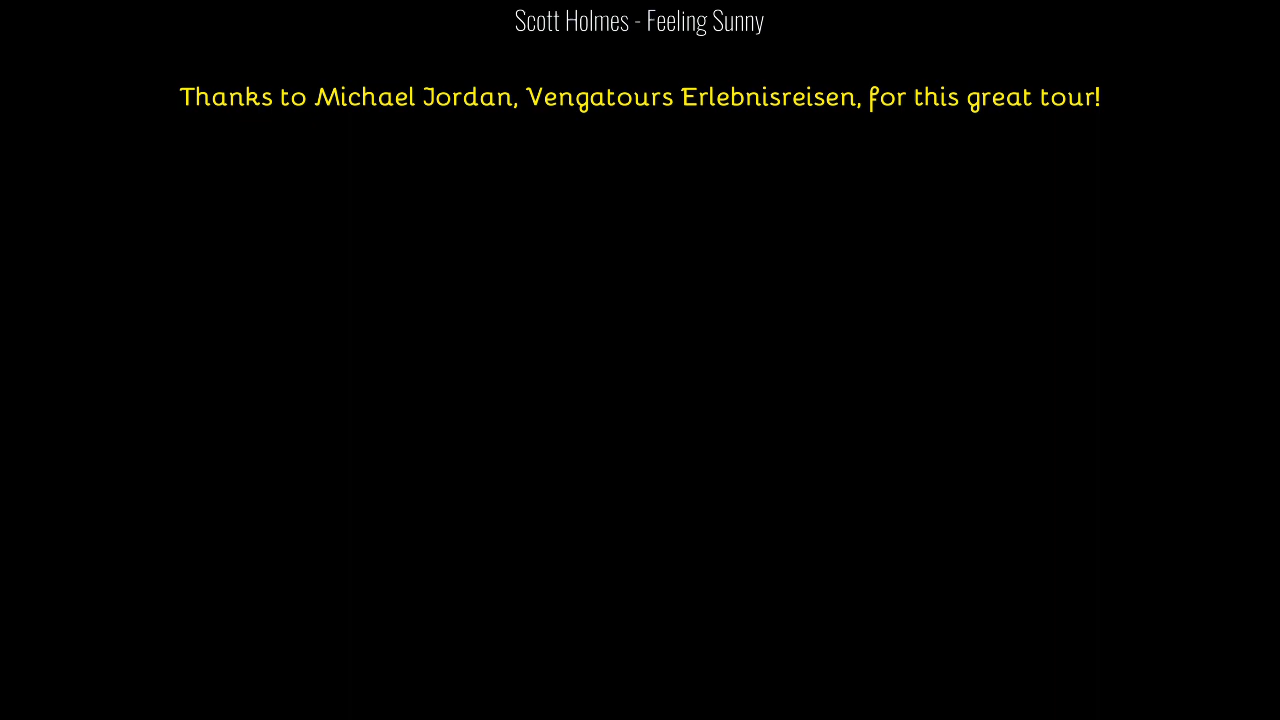 Scott Holmes - Feeling Sunny
Thanks to Michael Jordan, Vengatours Erlebnisreisen, for this great tour!